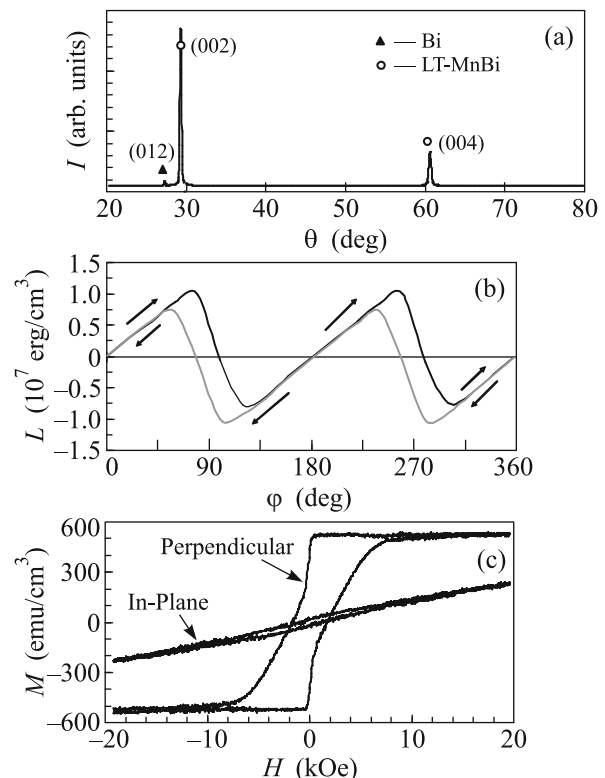 (a)
▲ — Bi
○ — LT-MnBi
(002)
(012)
(004)
I (arb. units)
20 30 40 50 60 70 80
θ (deg)
(b)
L (10⁷ erg/cm³)
1.5
1.0
0.5
0
−0.5
−1.0
−1.5
0 90 180 270 360
φ (deg)
(c)
Perpendicular
In-Plane
M ((emu/cm³)
600
300
0
−300
−600
−20 −10 0 10 20
H (kOe)